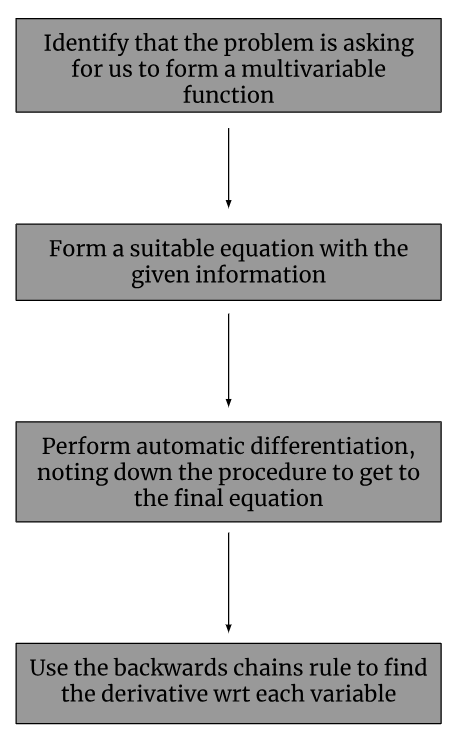 Identify that the problem is asking
for us to form a multivariable
function
Form a suitable equation with the
given information
Perform automatic differentiation,
noting down the procedure to get to
the final equation
Use the backwards chains rule to find
the derivative wrt each variable